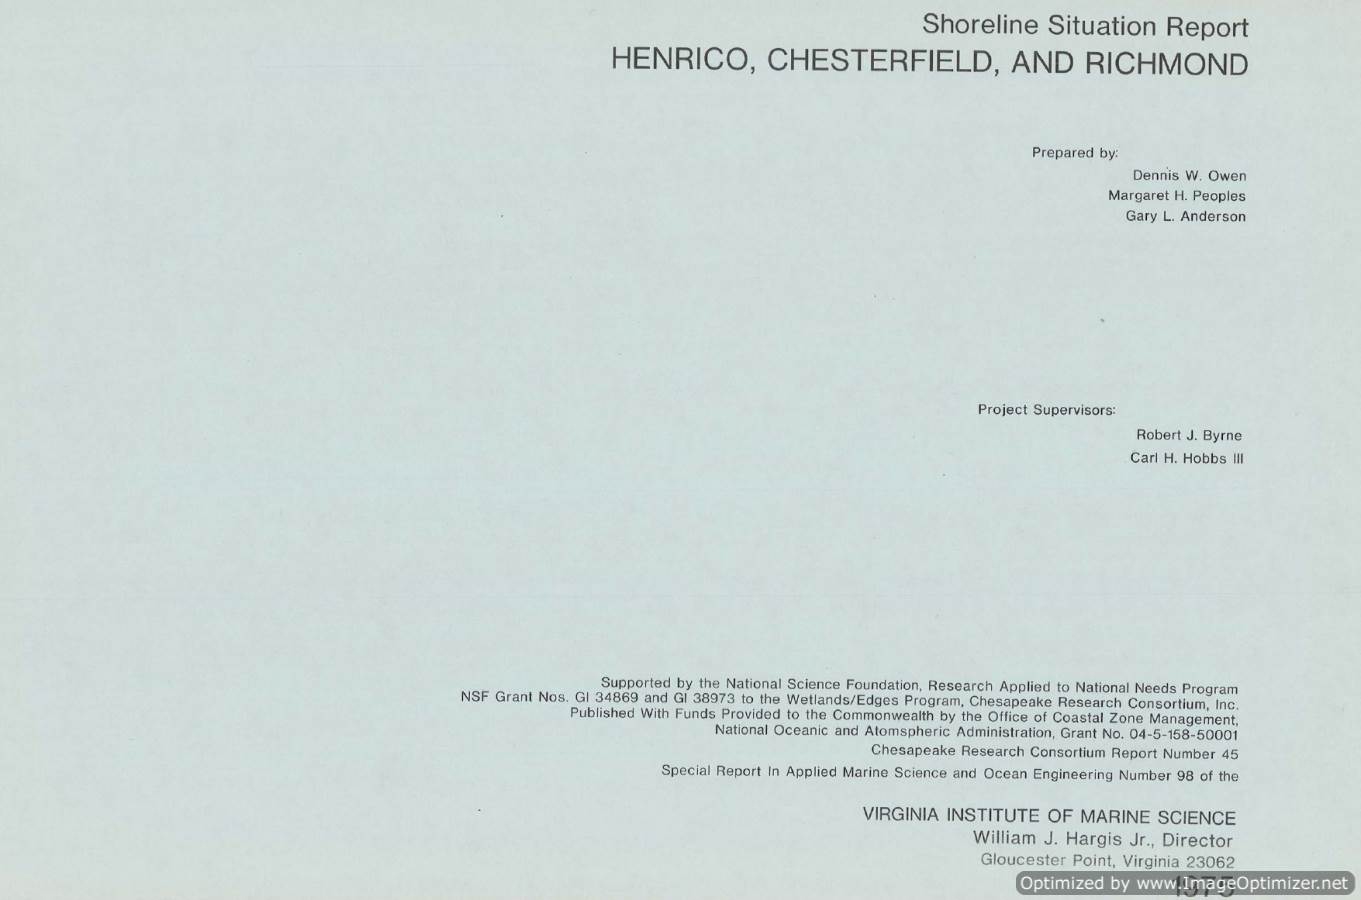 Shoreline Situation Report
HENRICO, CHESTERFIELD, AND RICHMOND
Prepared by:
Dennis W. Owen
Margaret H. Peoples
Gary L. Anderson
Project Supervisors:
Robert J. Byrne
Carl H. Hobbs III
Supported by the National Science Foundation, Research Applied to National Needs Program
NSF Grant Nos. GI 34869 and GI 38973 to the Wetlands/Edges Program, Chesapeake Research Consortium, Inc.
Published With Funds Provided to the Commonwealth by the Office of Coastal Zone Management,
National Oceanic and Atomspheric Administration, Grant No. 04-5-158-50001
Chesapeake Research Consortium Report Number 45
Special Report In Applied Marine Science and Ocean Engineering Number 98 of the
VIRGINIA INSTITUTE OF MARINE SCIENCE
William J. Hargis Jr., Director
Gloucester Point, Virginia 23062
Optimized by www.ImageOptimizer.net